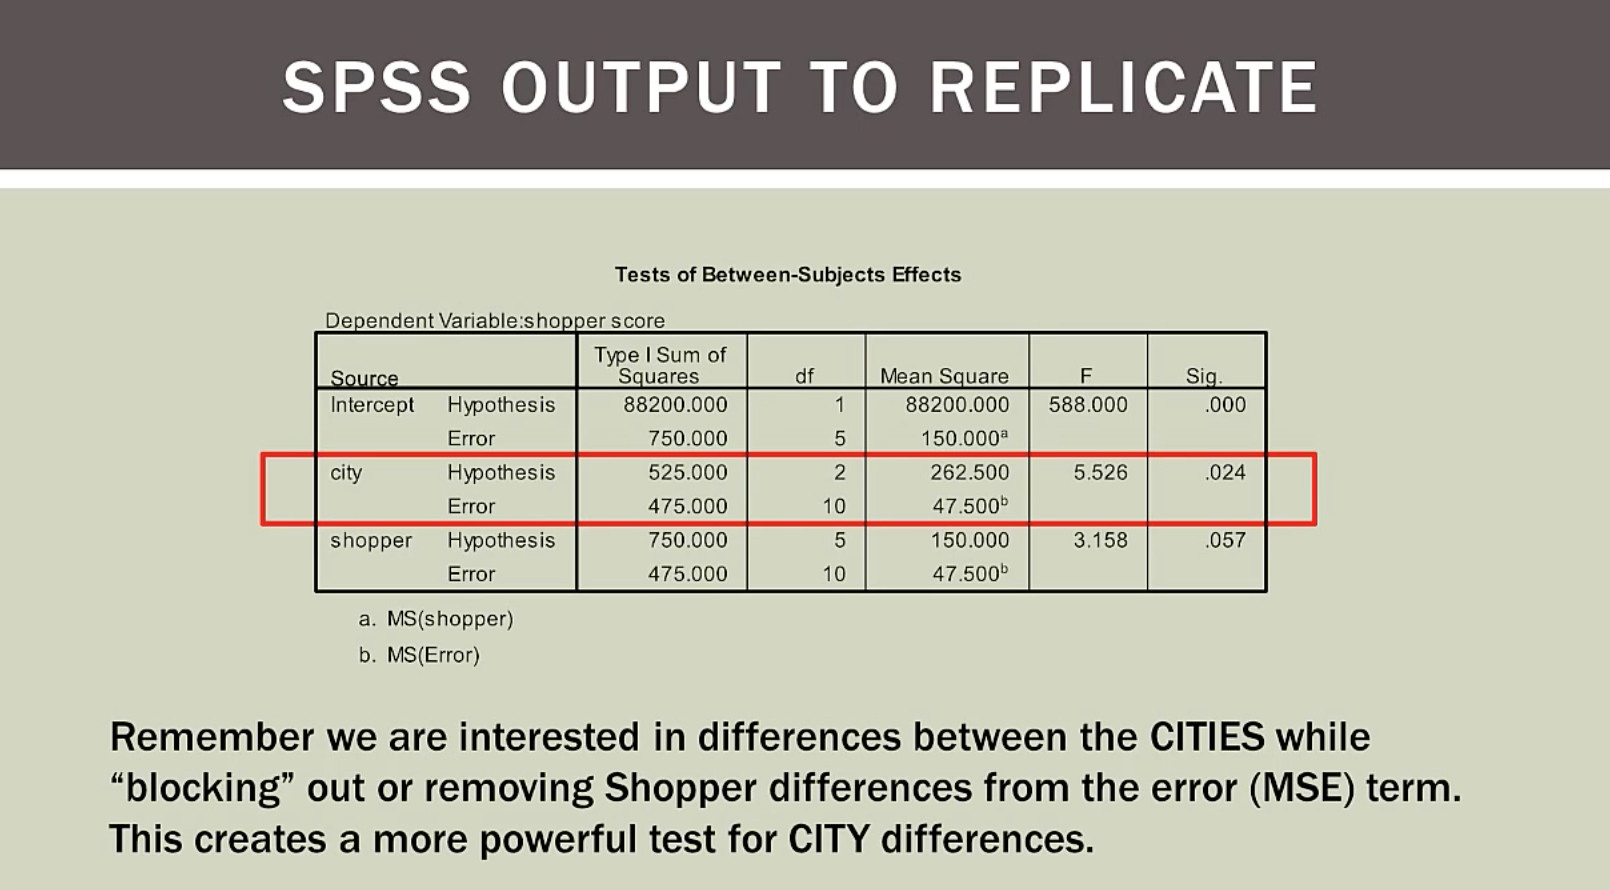 SPSS OUTPUT TO REPLICATE
Tests of Between-Subjects Effects
Dependent Variable:shopper score
Source Type I Sum of Squares df Mean Square F Sig.
Intercept Hypothesis 88200.000 1 88200.000 588.000 .000
Error 750.000 5 150.000a
city Hypothesis 525.000 2 262.500 5.526 .024
Error 475.000 10 47.500b
shopper Hypothesis 750.000 5 150.000 3.158 .057
Error 475.000 10 47.500b
a. MS(shopper)
b. MS(Error)
Remember we are interested in differences between the CITIES while
“blocking” out or removing Shopper differences from the error (MSE) term.
This creates a more powerful test for CITY differences.